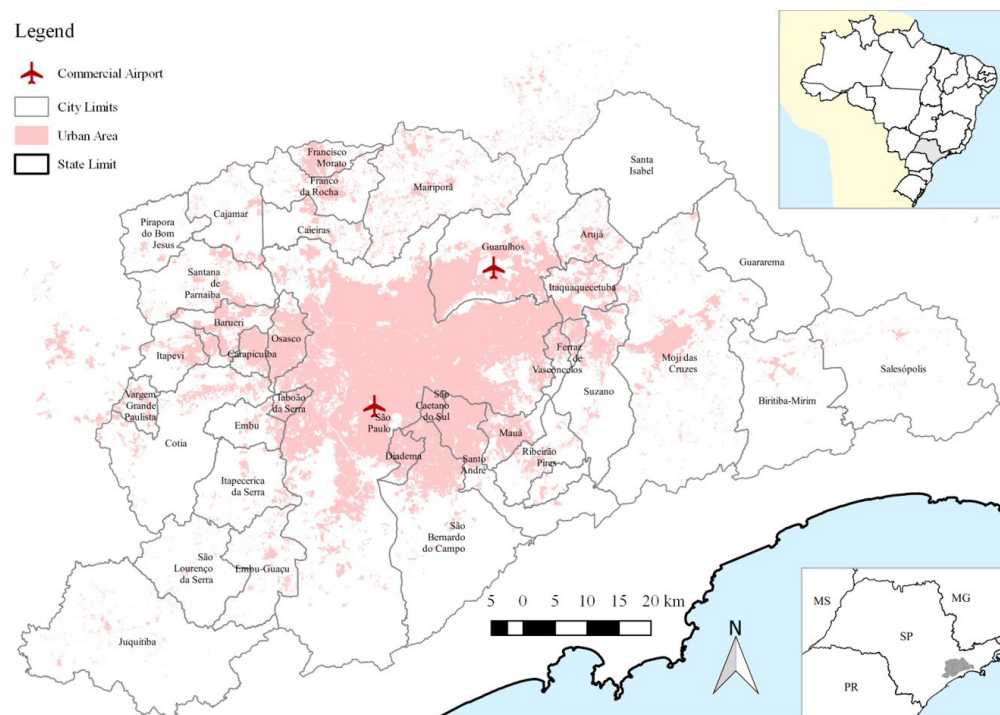 Legend
Commercial Airport
City Limits
Urban Area
State Limit
Francisco
Morato
Franco
da Rocha
Mairiporã
Santa
Isabel
Cajamar
Pirapora
do Bom
Jesus
Caieiras
Arujá
Guarulhos
Guararema
Santana
de
Parnaíba
Itaquaquecetuba
Barueri
Osasco
Itapevi
Carapicuíba
Ferraz
de
Vasconcelos
Moji das
Cruzes
Salesópolis
Suzano
Biritiba-Mirim
Vargem
Grande
Paulista
Taboão
da Serra
São
Caetano
do Sul
São
Paulo
Embu
Cotia
Mauá
Diadema
Santo
André
Ribeirão
Pires
Itapecerica
da Serra
São
Bernardo
do Campo
São
Lourenço
da Serra
Embu-Guaçu
Juquitiba
5 0 5 10 15 20 km
N
MS
MG
SP
PR